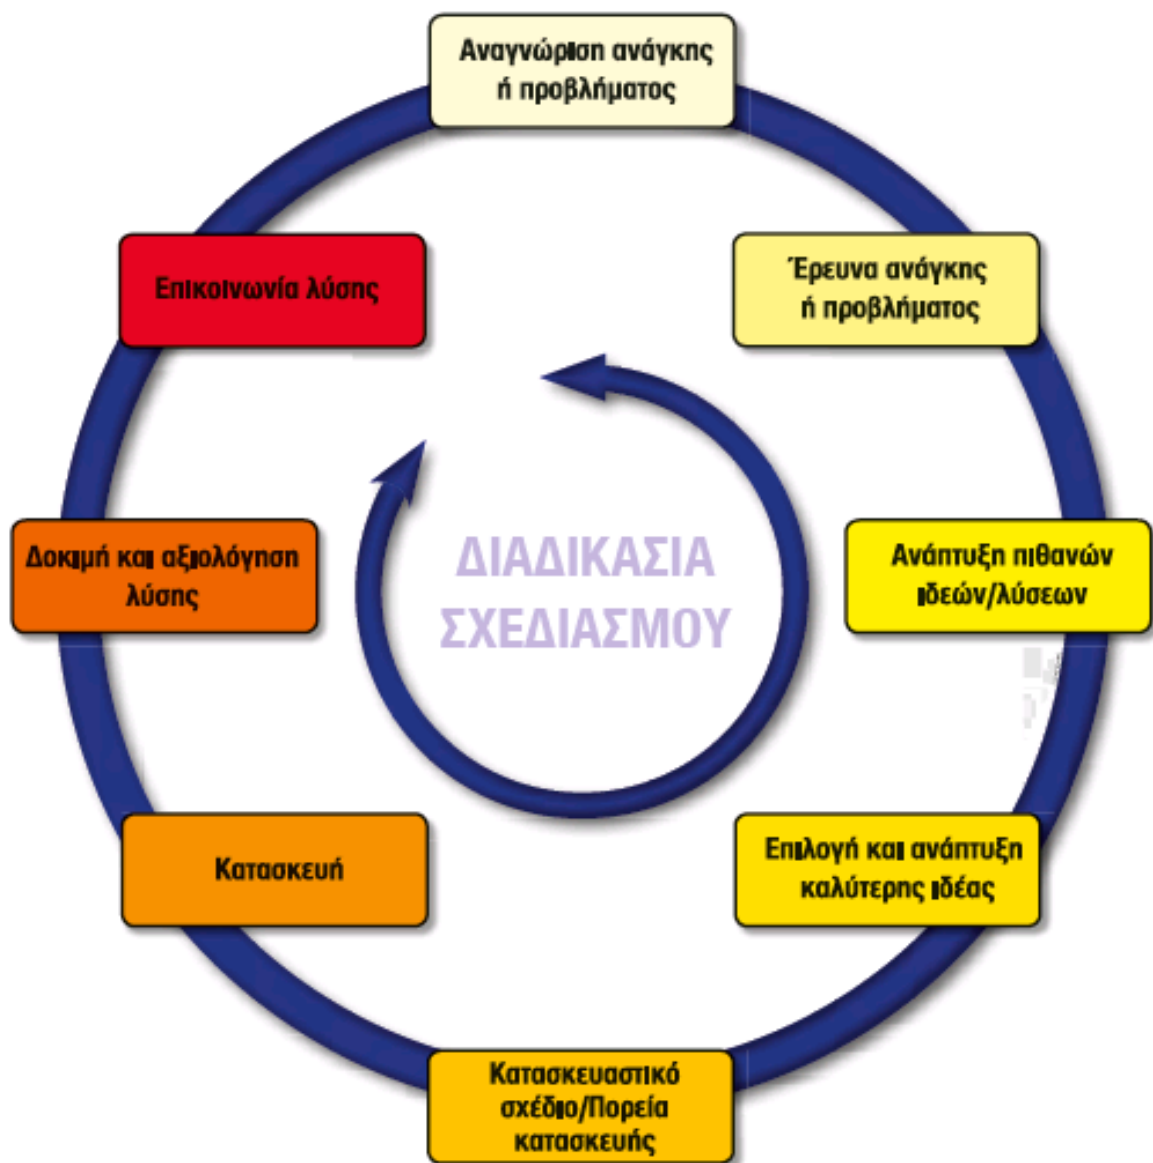 Αναγνώριση ανάγκης
ή προβλήματος
Έρευνα ανάγκης
ή προβλήματος
Ανάπτυξη πιθανών
ιδεών/λύσεων
Επιλογή και ανάπτυξη
καλύτερης ιδέας
Κατασκευαστικό
σχέδιο/Πορεία
κατασκευής
Κατασκευή
Δοκιμή και αξιολόγηση
λύσης
Επικοινωνία λύσης
ΔΙΑΔΙΚΑΣΙΑ
ΣΧΕΔΙΑΣΜΟΥ